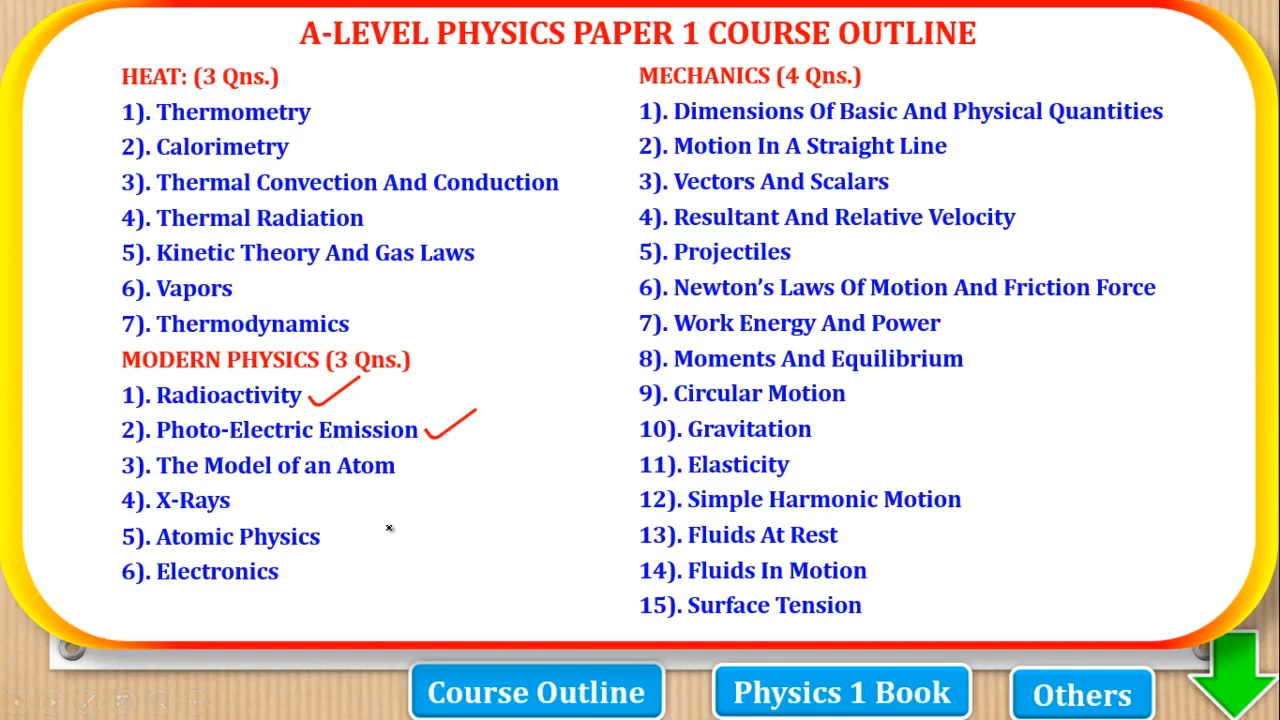 A-LEVEL PHYSICS PAPER 1 COURSE OUTLINE
HEAT: (3 Qns.)
1). Thermometry
2). Calorimetry
3). Thermal Convection And Conduction
4). Thermal Radiation
5). Kinetic Theory And Gas Laws
6). Vapors
7). Thermodynamics
MODERN PHYSICS (3 Qns.)
1). Radioactivity
2). Photo-Electric Emission
3). The Model of an Atom
4). X-Rays
5). Atomic Physics
6). Electronics
MECHANICS (4 Qns.)
1). Dimensions Of Basic And Physical Quantities
2). Motion In A Straight Line
3). Vectors And Scalars
4). Resultant And Relative Velocity
5). Projectiles
6). Newton’s Laws Of Motion And Friction Force
7). Work Energy And Power
8). Moments And Equilibrium
9). Circular Motion
10). Gravitation
11). Elasticity
12). Simple Harmonic Motion
13). Fluids At Rest
14). Fluids In Motion
15). Surface Tension
Course Outline
Physics 1 Book
Others